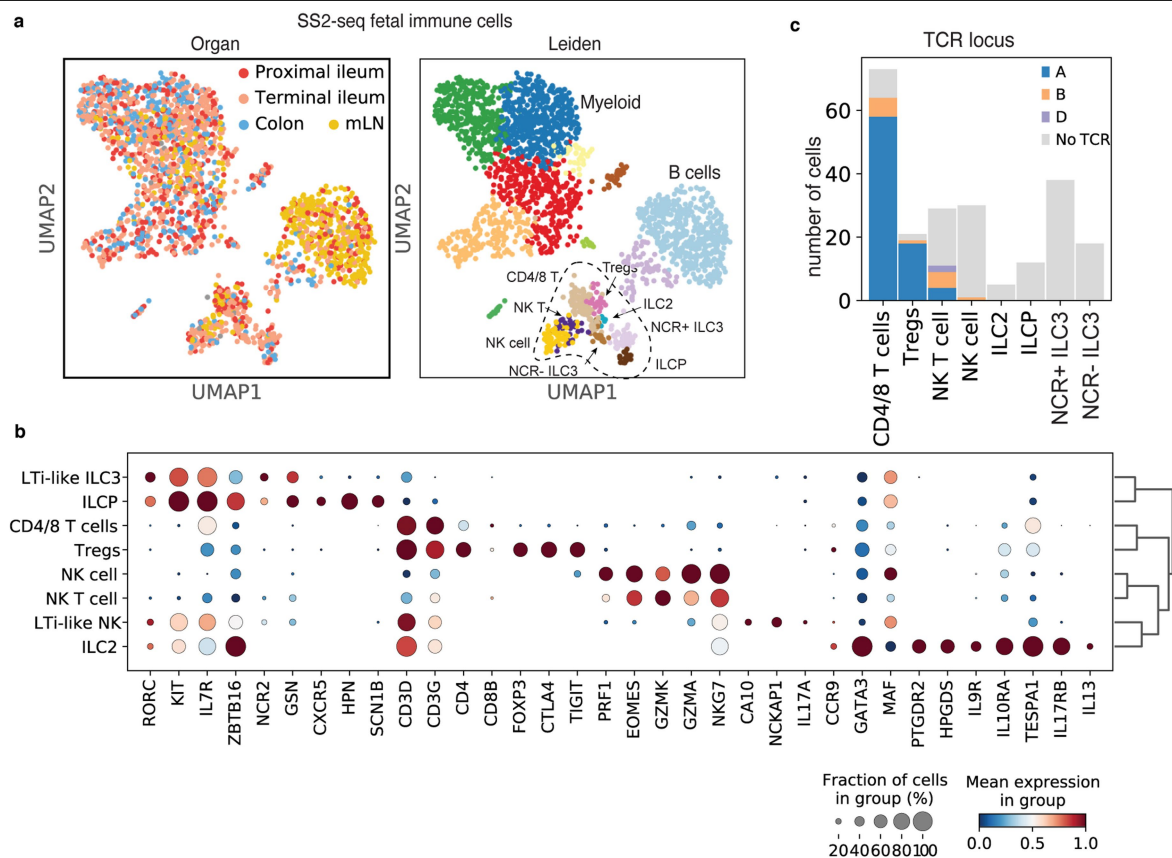 a
SS2-seq fetal immune cells
Organ
Proximal ileum
Terminal ileum
Colon
mLN
UMAP2
UMAP1
Leiden
Myeloid
B cells
CD4/8 T
Tregs
NK T
ILC2
NK cell
NCR+ ILC3
NCR- ILC3
ILCP
UMAP2
UMAP1
c
TCR locus
A
B
D
No TCR
number of cells
60
40
20
0
CD4/8 T cells
Tregs
NK T cell
NK cell
ILC2
ILCP
NCR+ ILC3
NCR- ILC3
b
LTi-like ILC3
ILCP
CD4/8 T cells
Tregs
NK cell
NK T cell
LTi-like NK
ILC2
RORC
KIT
IL7R
ZBTB16
NCR2
GSN
CXCR5
HPN
SCN1B
CD3D
CD3G
CD4
CD8B
FOXP3
CTLA4
TIGIT
PRF1
EOMES
GZMK
GZMA
NKG7
CA10
NCKAP1
IL17A
CCR9
GATA3
MAF
PTGDR2
HPGDS
IL9R
IL10RA
TESPA1
IL17RB
IL13
Fraction of cells
in group (%)
20 40 60 80 100
Mean expression
in group
0.0 0.5 1.0